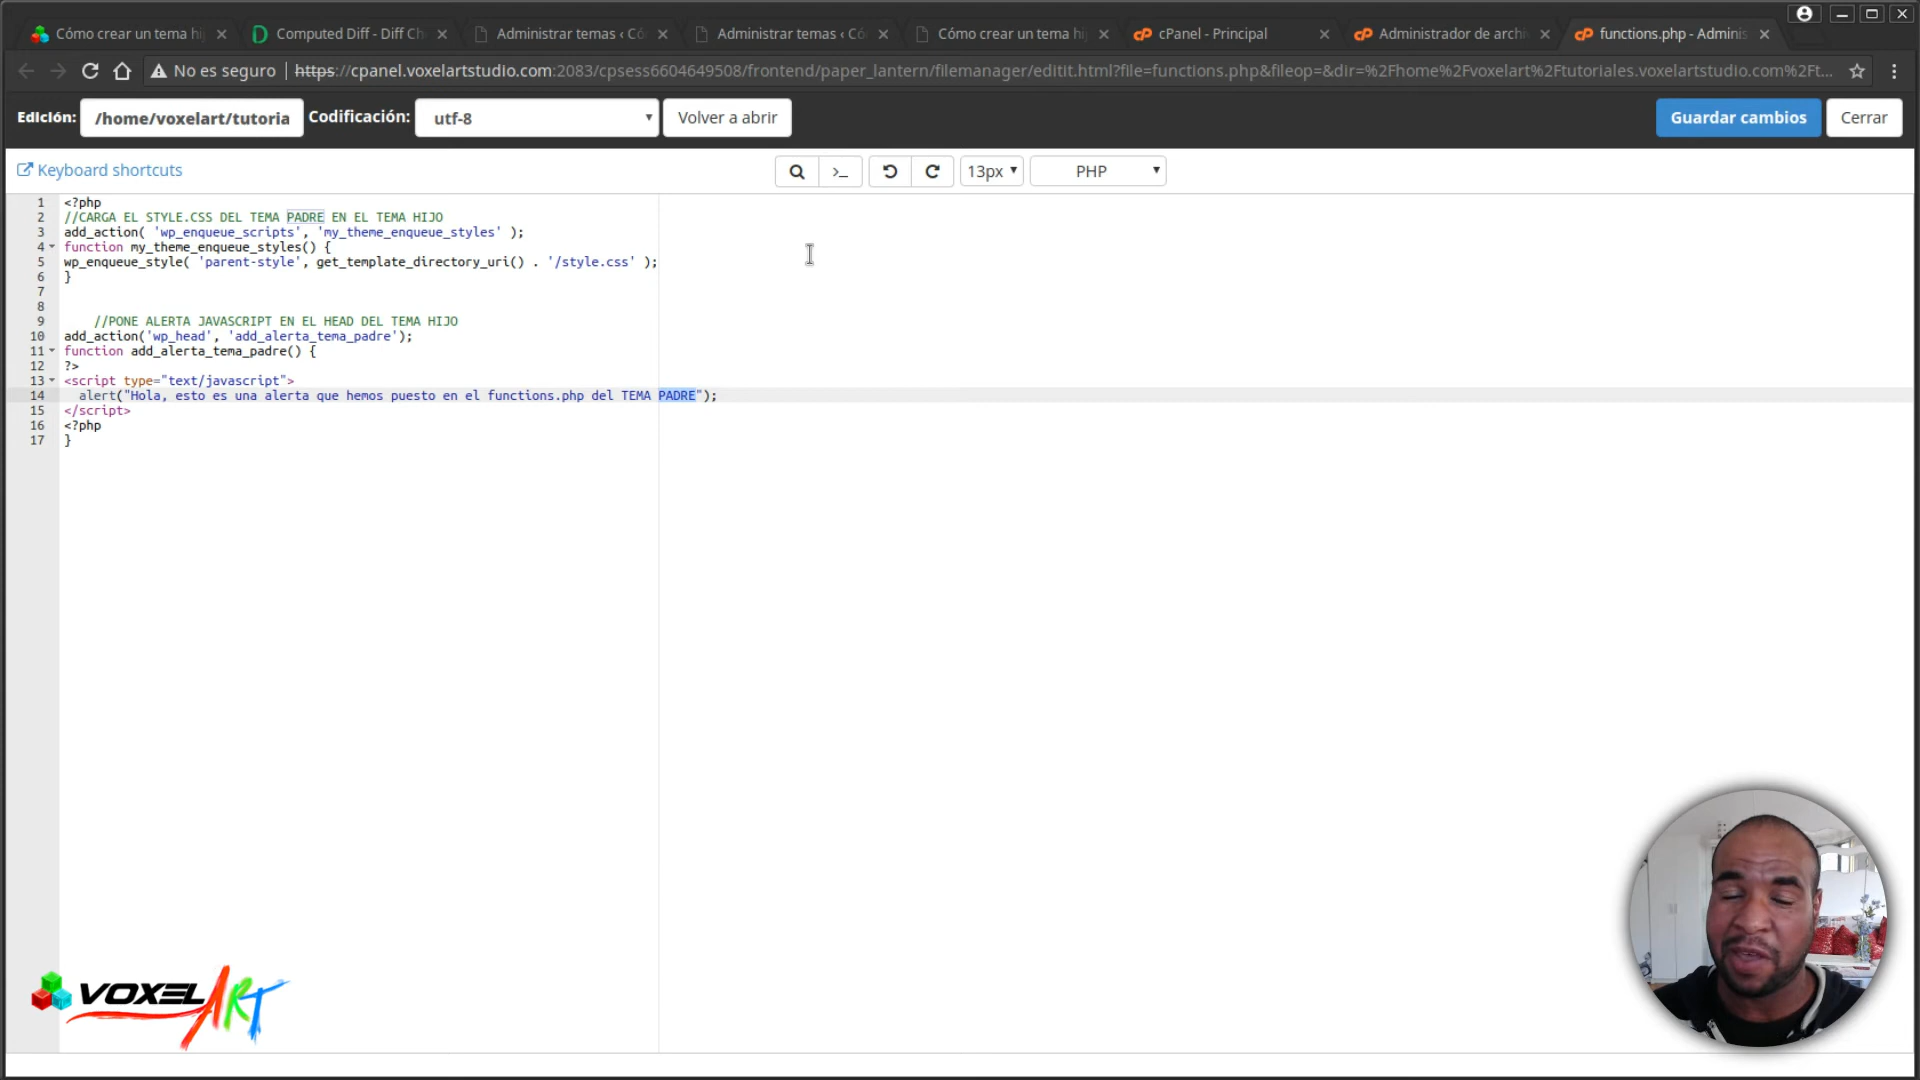 Cómo crear un tema hij
Computed Diff - Diff Ch
Administrar temas ‹ Có
Administrar temas ‹ Có
Cómo crear un tema hi
cPanel - Principal
Administrador de archi
functions.php - Adminis
No es seguro
https://cpanel.voxelartstudio.com:2083/cpsess6604649508/frontend/paper_lantern/filemanager/editit.html?file=functions.php&fileop=&dir=%2Fhome%2Fvoxelart%2Ftutoriales.voxelartstudio.com%2Ft...
Edición:
/home/voxelart/tutoria
Codificación:
utf-8
Volver a abrir
Guardar cambios
Cerrar
Keyboard shortcuts
>_
13px
PHP
1 <?php
2 //CARGA EL STYLE.CSS DEL TEMA PADRE EN EL TEMA HIJO
3 add_action( 'wp_enqueue_scripts', 'my_theme_enqueue_styles' );
4 function my_theme_enqueue_styles() {
5 wp_enqueue_style( 'parent-style', get_template_directory_uri() . '/style.css' );
6 }
7
8
9 //PONE ALERTA JAVASCRIPT EN EL HEAD DEL TEMA HIJO
10 add_action('wp_head', 'add_alerta_tema_padre');
11 function add_alerta_tema_padre() {
12 ?>
13 <script type="text/javascript">
14 alert("Hola, esto es una alerta que hemos puesto en el functions.php del TEMA PADRE");
15 </script>
16 <?php
17 }
VOXELART